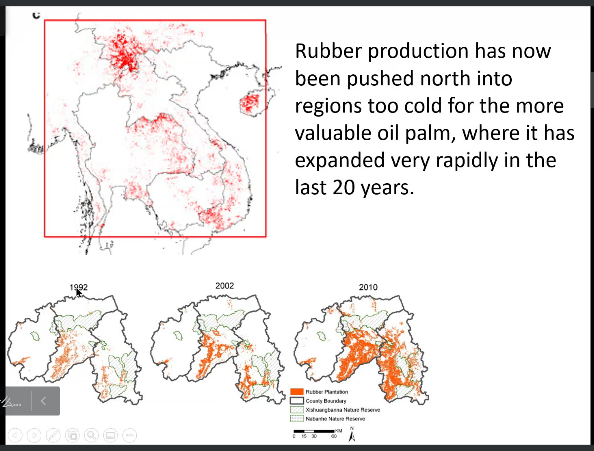 c
Rubber production has now
been pushed north into
regions too cold for the more
valuable oil palm, where it has
expanded very rapidly in the
last 20 years.
1992
2002
2010
Rubber Plantation
County Boundary
Xishuangbanna Nature Reserve
Nabanhe Nature Reserve
0 15 30 60 KM
N